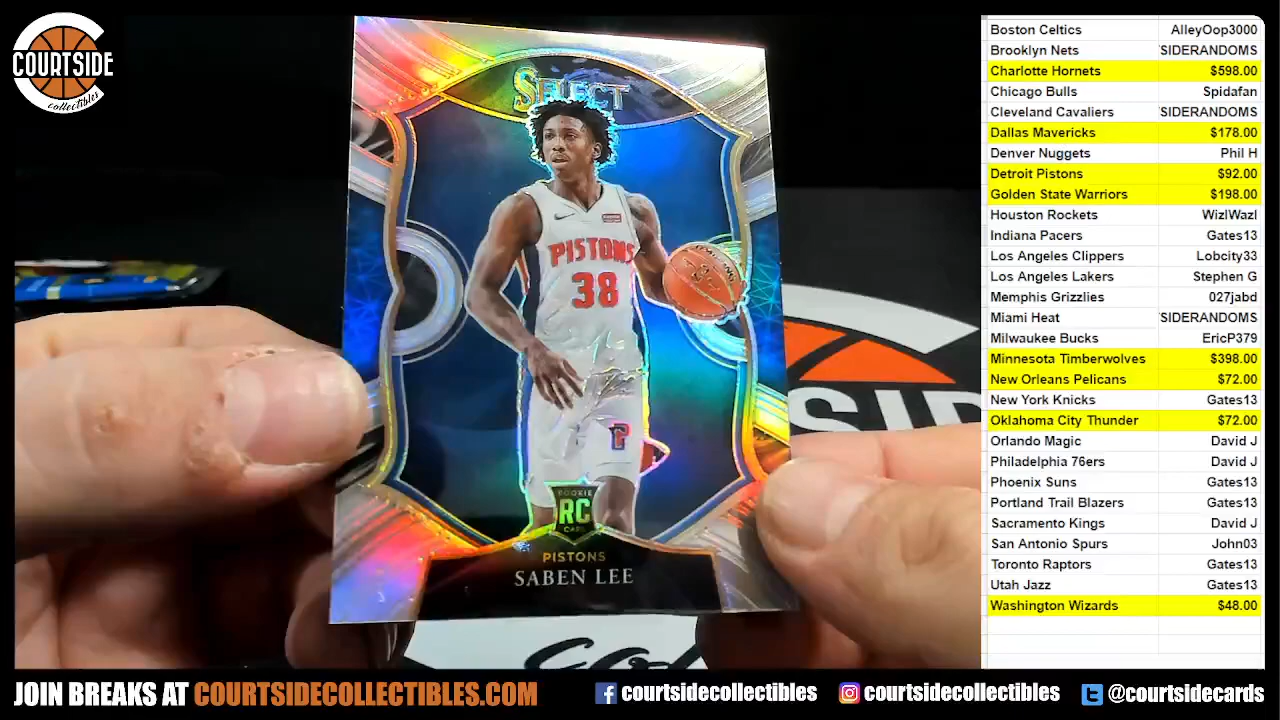 COURTSIDE
collectibles
SELECT
PISTONS
38
ROOKIE
RC
CARD
PISTONS
SABEN LEE
Boston Celtics AlleyOop3000
Brooklyn Nets SIDERANDOMS
Charlotte Hornets $598.00
Chicago Bulls Spidafan
Cleveland Cavaliers SIDERANDOMS
Dallas Mavericks $178.00
Denver Nuggets Phil H
Detroit Pistons $92.00
Golden State Warriors $198.00
Houston Rockets WizlWazl
Indiana Pacers Gates13
Los Angeles Clippers Lobcity33
Los Angeles Lakers Stephen G
Memphis Grizzlies 027jabd
Miami Heat SIDERANDOMS
Milwaukee Bucks EricP379
Minnesota Timberwolves $398.00
New Orleans Pelicans $72.00
New York Knicks Gates13
Oklahoma City Thunder $72.00
Orlando Magic David J
Philadelphia 76ers David J
Phoenix Suns Gates13
Portland Trail Blazers Gates13
Sacramento Kings David J
San Antonio Spurs John03
Toronto Raptors Gates13
Utah Jazz Gates13
Washington Wizards $48.00
JOIN BREAKS AT COURTSIDECOLLECTIBLES.COM courtsidecollectibles courtsidecollectibles @courtsidecards